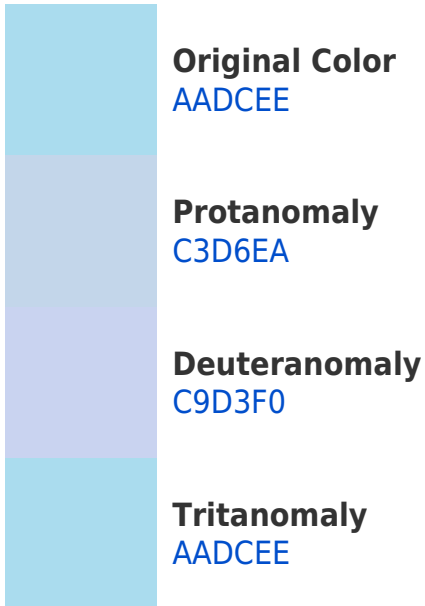 Original Color
AADCEE
Protanomaly
C3D6EA
Deuteranomaly
C9D3F0
Tritanomaly
AADCEE